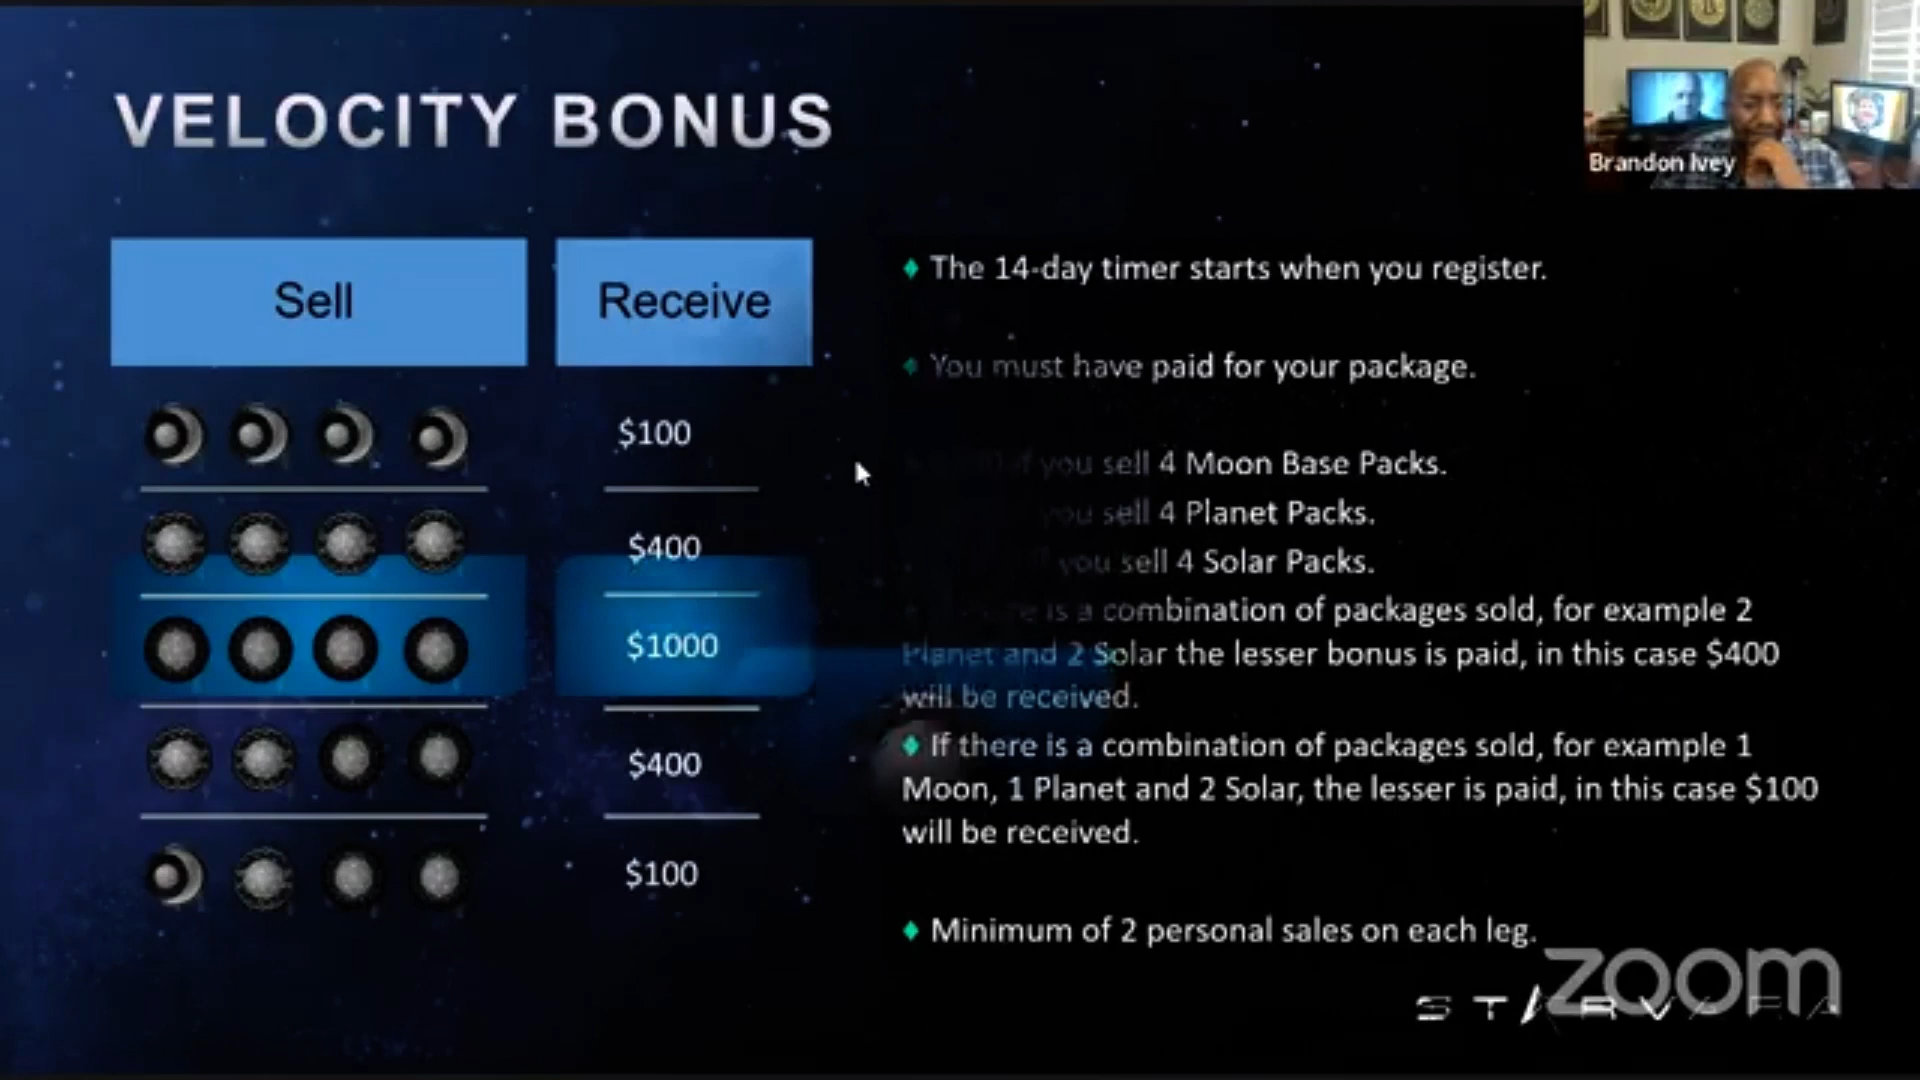 VELOCITY BONUS
Brandon Ivey
Sell
Receive
$100
$400
$1000
$400
$100
The 14-day timer starts when you register.
You must have paid for your package.
if you sell 4 Moon Base Packs.
you sell 4 Planet Packs.
you sell 4 Solar Packs.
is a combination of packages sold, for example 2
Planet and 2 Solar the lesser bonus is paid, in this case $400
will be received.
If there is a combination of packages sold, for example 1
Moon, 1 Planet and 2 Solar, the lesser is paid, in this case $100
will be received.
Minimum of 2 personal sales on each leg.
zoom